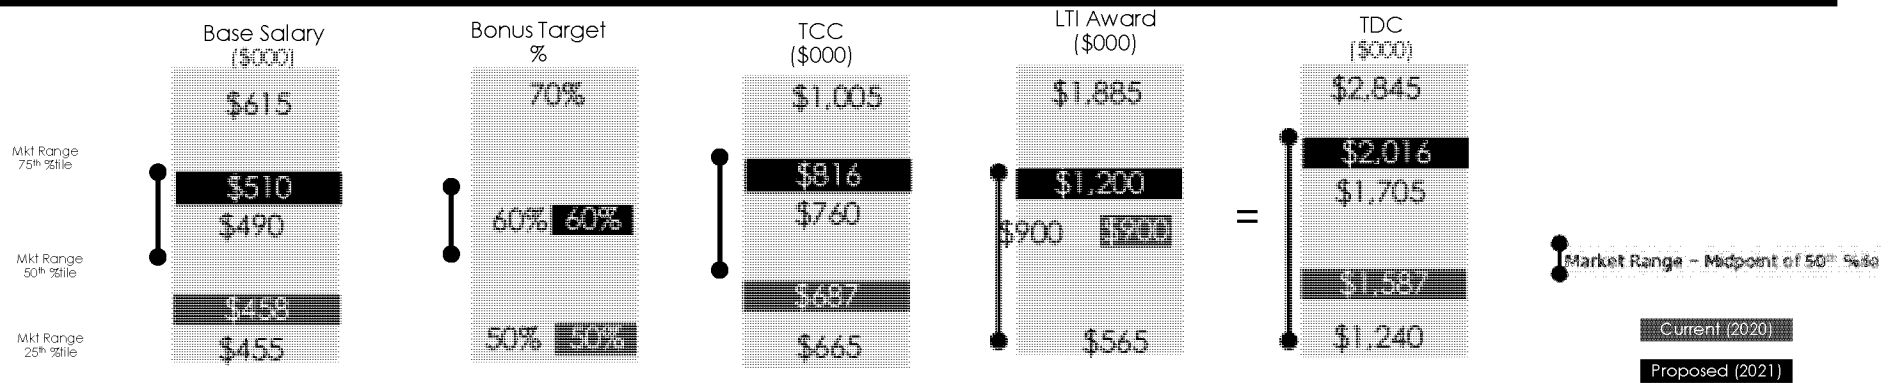 Base Salary
($000)
$615
$510
$490
$458
$455
Bonus Target
%
70%
60% 60%
50% 50%
TCC
($000)
$1,005
$816
$760
$687
$665
LTI Award
($000)
$1,885
$1,200
$900 $900
$565
=
TDC
($000)
$2,845
$2,016
$1,705
$1,587
$1,240
Mkt Range
75th %tile
Mkt Range
50th %tile
Mkt Range
25th %tile
Market Range – Midpoint of 50th %tile
Current (2020)
Proposed (2021)